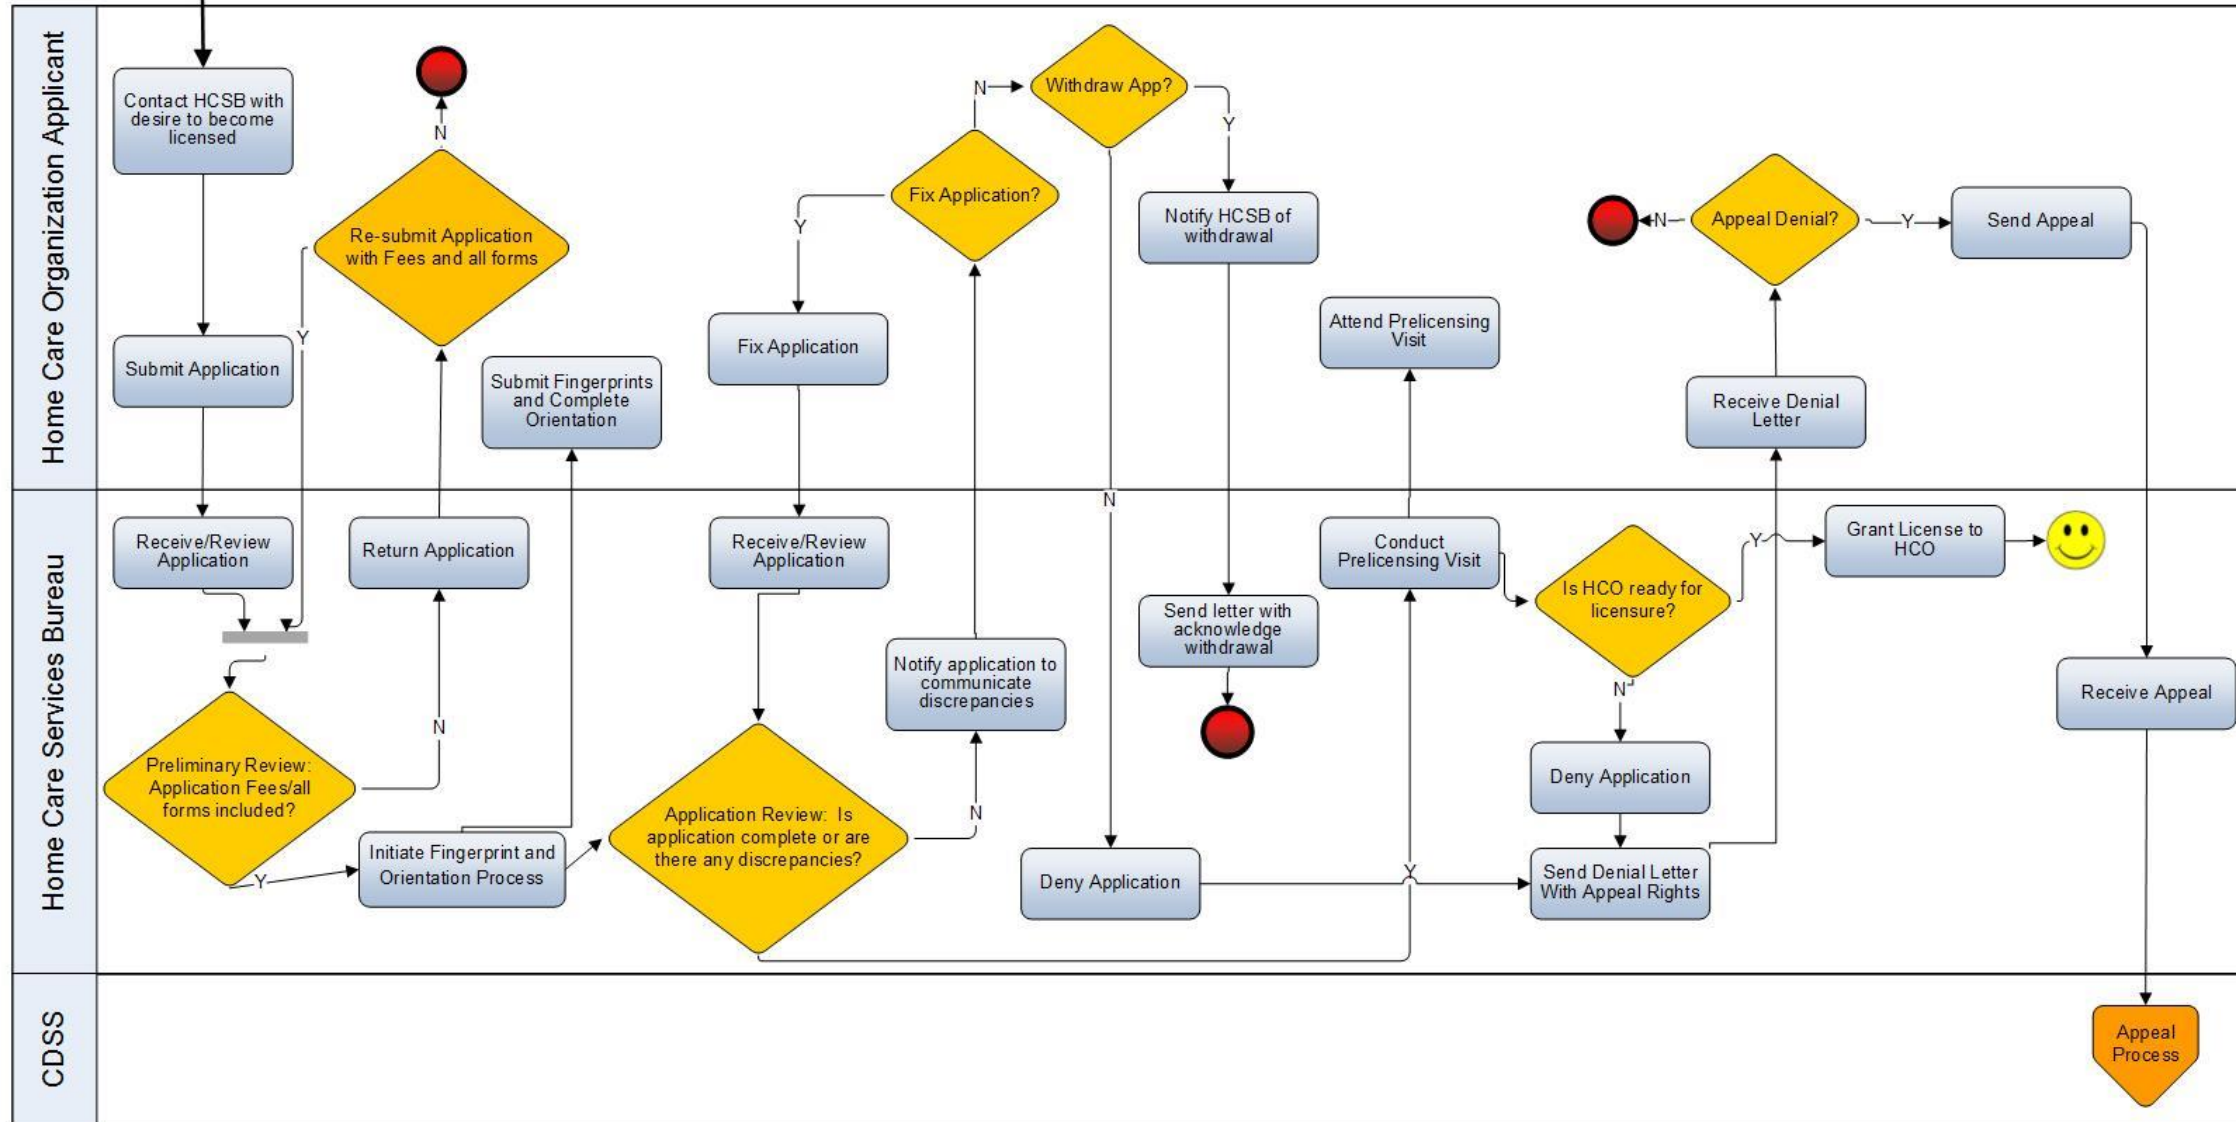 Home Care Organization Applicant
Contact HCSB with
desire to become
licensed
Submit Application
N
Re-submit Application
with Fees and all forms
Y
Submit Fingerprints
and Complete
Orientation
Fix Application?
N
Y
Fix Application
Withdraw App?
Y
N
Notify HCSB of
withdrawal
Attend Prelicensing
Visit
Appeal Denial?
N
Y
Send Appeal
Receive Denial
Letter
Home Care Services Bureau
Receive/Review
Application
Return Application
Preliminary Review:
Application Fees/all
forms included?
N
Y
Initiate Fingerprint and
Orientation Process
Receive/Review
Application
Application Review: Is
application complete or are
there any discrepancies?
N
Y
Notify application to
communicate
discrepancies
Deny Application
Send letter with
acknowledge
withdrawal
Conduct
Prelicensing Visit
Is HCO ready for
licensure?
Y
N
Grant License to
HCO
Deny Application
Send Denial Letter
With Appeal Rights
Receive Appeal
CDSS
Appeal
Process